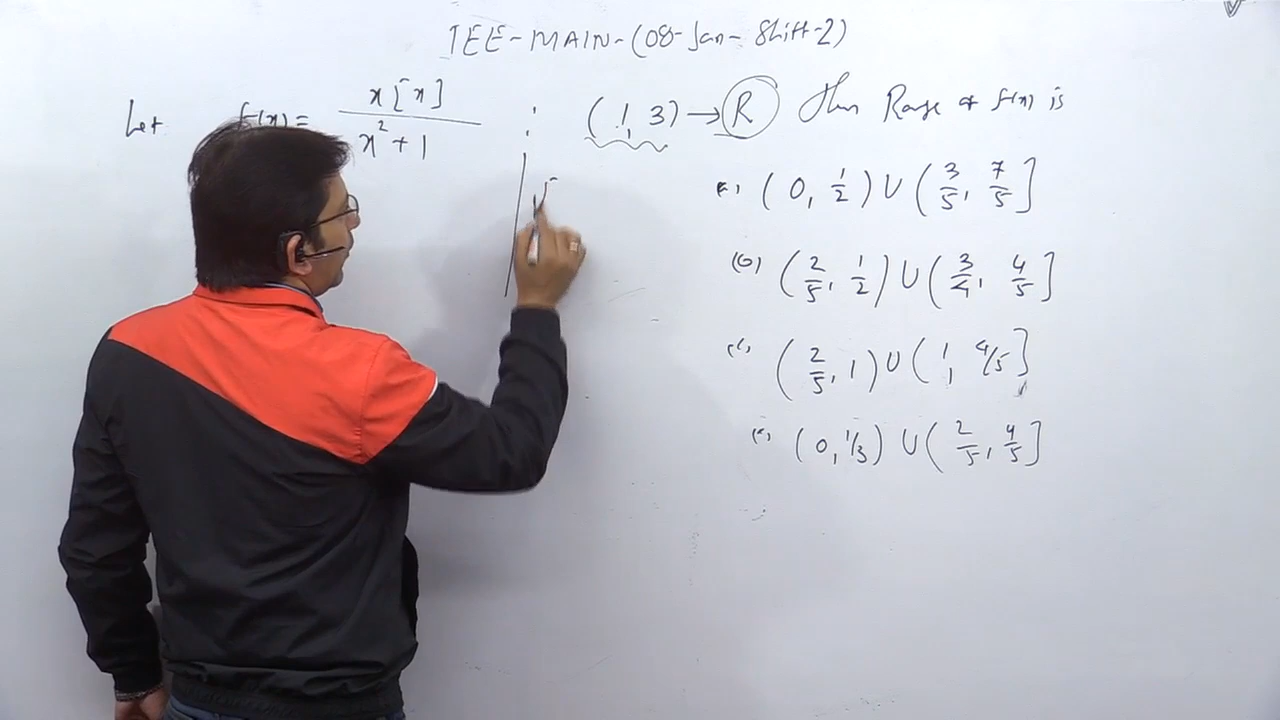 JEE-MAIN-(08-Jan-Shift-2)
Let f(x) = x[x] / x² + 1 : (1, 3) → R then Range of f(x) is
(0, 1/2) ∪ (3/5, 7/5]
(2/5, 1/2) ∪ (3/4, 4/5]
(2/5, 1) ∪ (1, 4/5]
(0, 1/3) ∪ (2/5, 4/5]